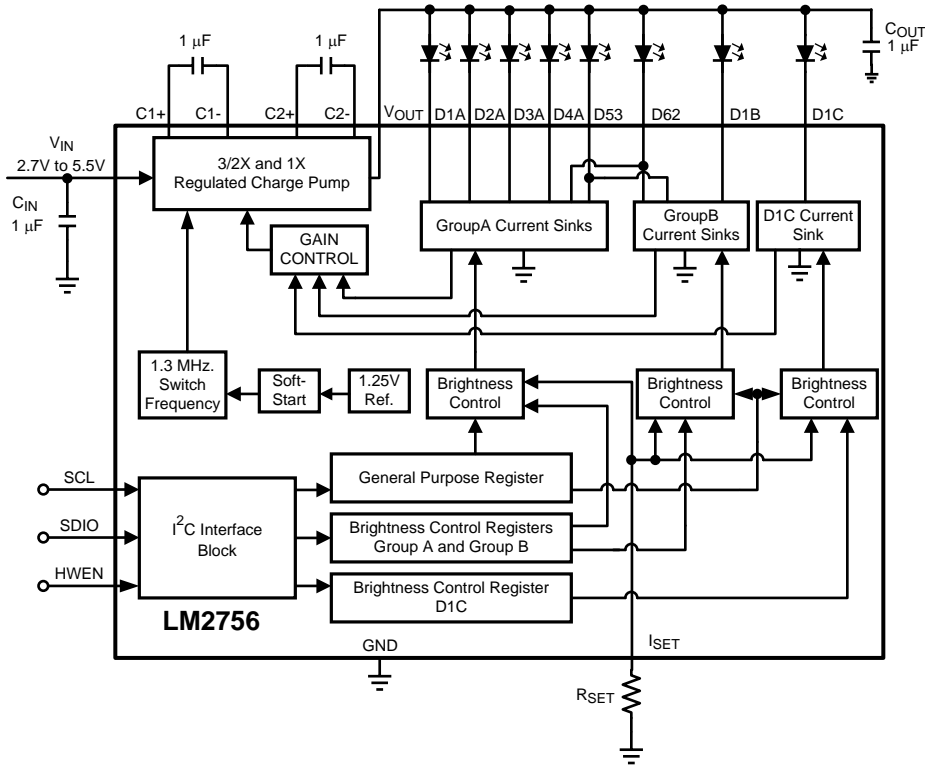 1 μF
1 μF
COUT
1 μF
C1+
C1-
C2+
C2-
VOUT
D1A
D2A
D3A
D4A
D53
D62
D1B
D1C
VIN
2.7V to 5.5V
CIN
1 μF
3/2X and 1X
Regulated Charge Pump
GAIN
CONTROL
GroupA Current Sinks
GroupB
Current Sinks
D1C Current
Sink
1.3 MHz.
Switch
Frequency
Soft-
Start
1.25V
Ref.
Brightness
Control
Brightness
Control
Brightness
Control
SCL
SDIO
HWEN
I2C Interface
Block
General Purpose Register
Brightness Control Registers
Group A and Group B
Brightness Control Register
D1C
LM2756
GND
ISET
RSET